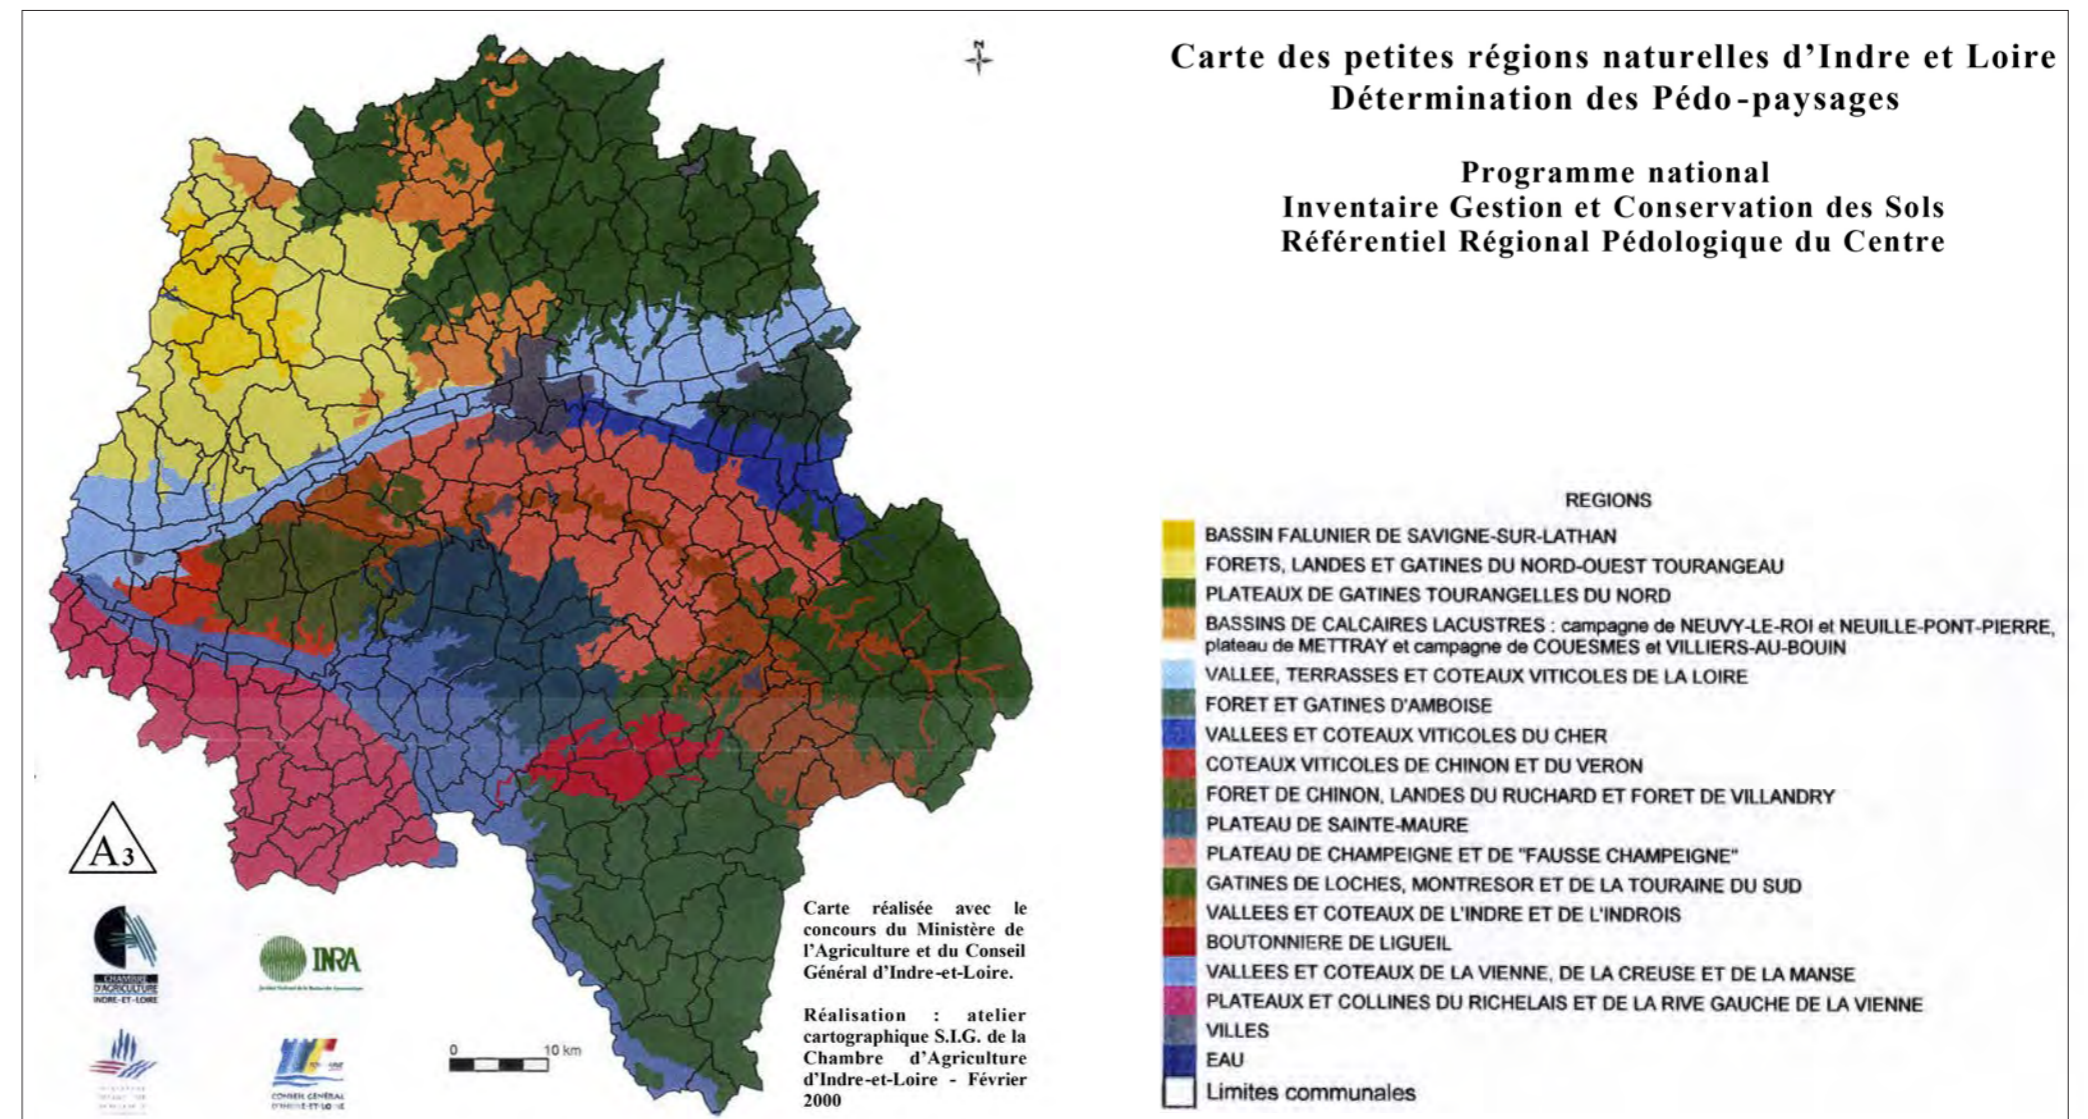 N
Carte des petites régions naturelles d'Indre et Loire
Détermination des Pédo-paysages
Programme national
Inventaire Gestion et Conservation des Sols
Référentiel Régional Pédologique du Centre
REGIONS
BASSIN FALUNIER DE SAVIGNE-SUR-LATHAN
FORETS, LANDES ET GATINES DU NORD-OUEST TOURANGEAU
PLATEAUX DE GATINES TOURANGELLES DU NORD
BASSINS DE CALCAIRES LACUSTRES : campagne de NEUVY-LE-ROI et NEUILLE-PONT-PIERRE,
plateau de METTRAY et campagne de COUESMES et VILLIERS-AU-BOUIN
VALLEE, TERRASSES ET COTEAUX VITICOLES DE LA LOIRE
FORET ET GATINES D'AMBOISE
VALLEES ET COTEAUX VITICOLES DU CHER
COTEAUX VITICOLES DE CHINON ET DU VERON
FORET DE CHINON, LANDES DU RUCHARD ET FORET DE VILLANDRY
PLATEAU DE SAINTE-MAURE
PLATEAU DE CHAMPEIGNE ET DE "FAUSSE CHAMPEIGNE"
GATINES DE LOCHES, MONTRESOR ET DE LA TOURAINE DU SUD
VALLEES ET COTEAUX DE L'INDRE ET DE L'INDROIS
BOUTONNIERE DE LIGUEIL
VALLEES ET COTEAUX DE LA VIENNE, DE LA CREUSE ET DE LA MANSE
PLATEAUX ET COLLINES DU RICHELAIS ET DE LA RIVE GAUCHE DE LA VIENNE
VILLES
EAU
Limites communales
A3
CHAMBRE
D'AGRICULTURE
INDRE-ET-LOIRE
INRA
CONSEIL GÉNÉRAL
D'INDRE-ET-LOIRE
0 10 km
Carte réalisée avec le
concours du Ministère de
l'Agriculture et du Conseil
Général d'Indre-et-Loire.
Réalisation : atelier
cartographique S.I.G. de la
Chambre d'Agriculture
d'Indre-et-Loire - Février
2000